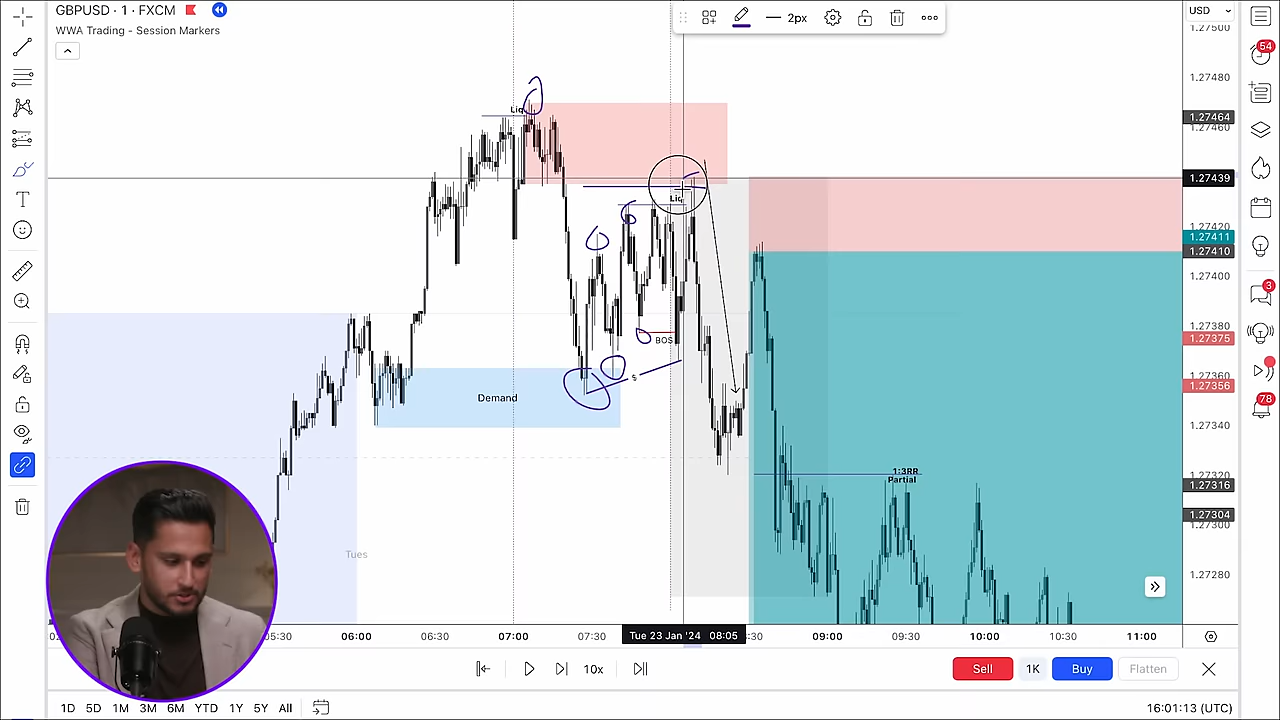 GBPUSD · 1 · FXCM
WWA Trading - Session Markers
2px
USD
1.27500
1.27480
1.27464
1.27460
1.27439
1.27420
1.27411
1.27410
1.27400
1.27380
1.27375
1.27360
1.27356
1.27340
1.27320
1.27316
1.27304
1.27300
1.27280
54
3
78
Liq
Liq
BOS
$
Demand
1:3RR
Partial
Tues
05:30
06:00
06:30
07:00
07:30
Tue 23 Jan '24 08:05
:30
09:00
09:30
10:00
10:30
11:00
10x
Sell
1K
Buy
Flatten
1D
5D
1M
3M
6M
YTD
1Y
5Y
All
16:01:13 (UTC)